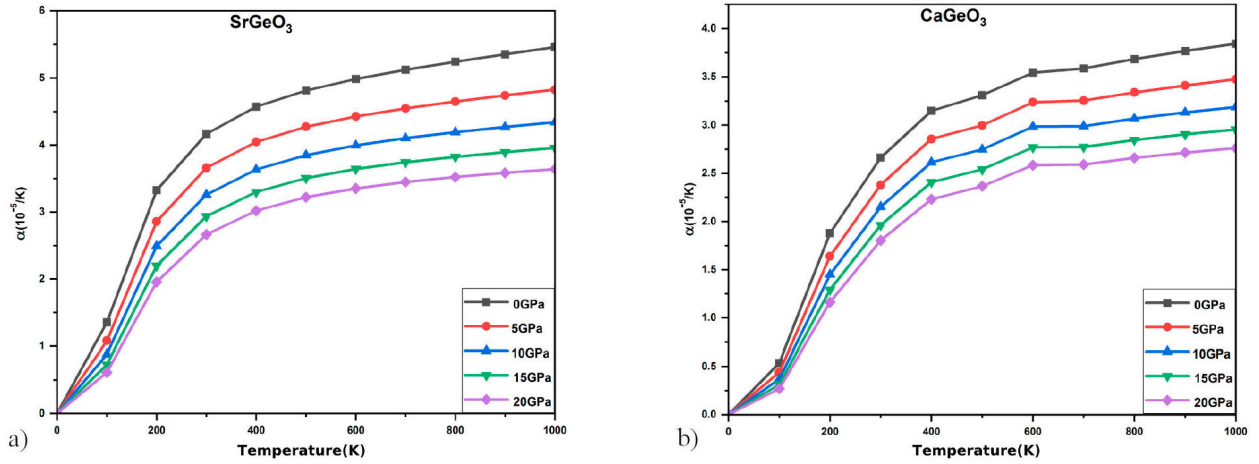 SrGeO₃
α(10⁻⁵/K)
6
5
4
3
2
1
0
0 200 400 600 800 1000
Temperature(K)
0GPa
5GPa
10GPa
15GPa
20GPa
a)
CaGeO₃
α(10⁻⁵/K)
4.0
3.5
3.0
2.5
2.0
1.5
1.0
0.5
0.0
0 200 400 600 800 1000
Temperature(K)
0GPa
5GPa
10GPa
15GPa
20GPa
b)